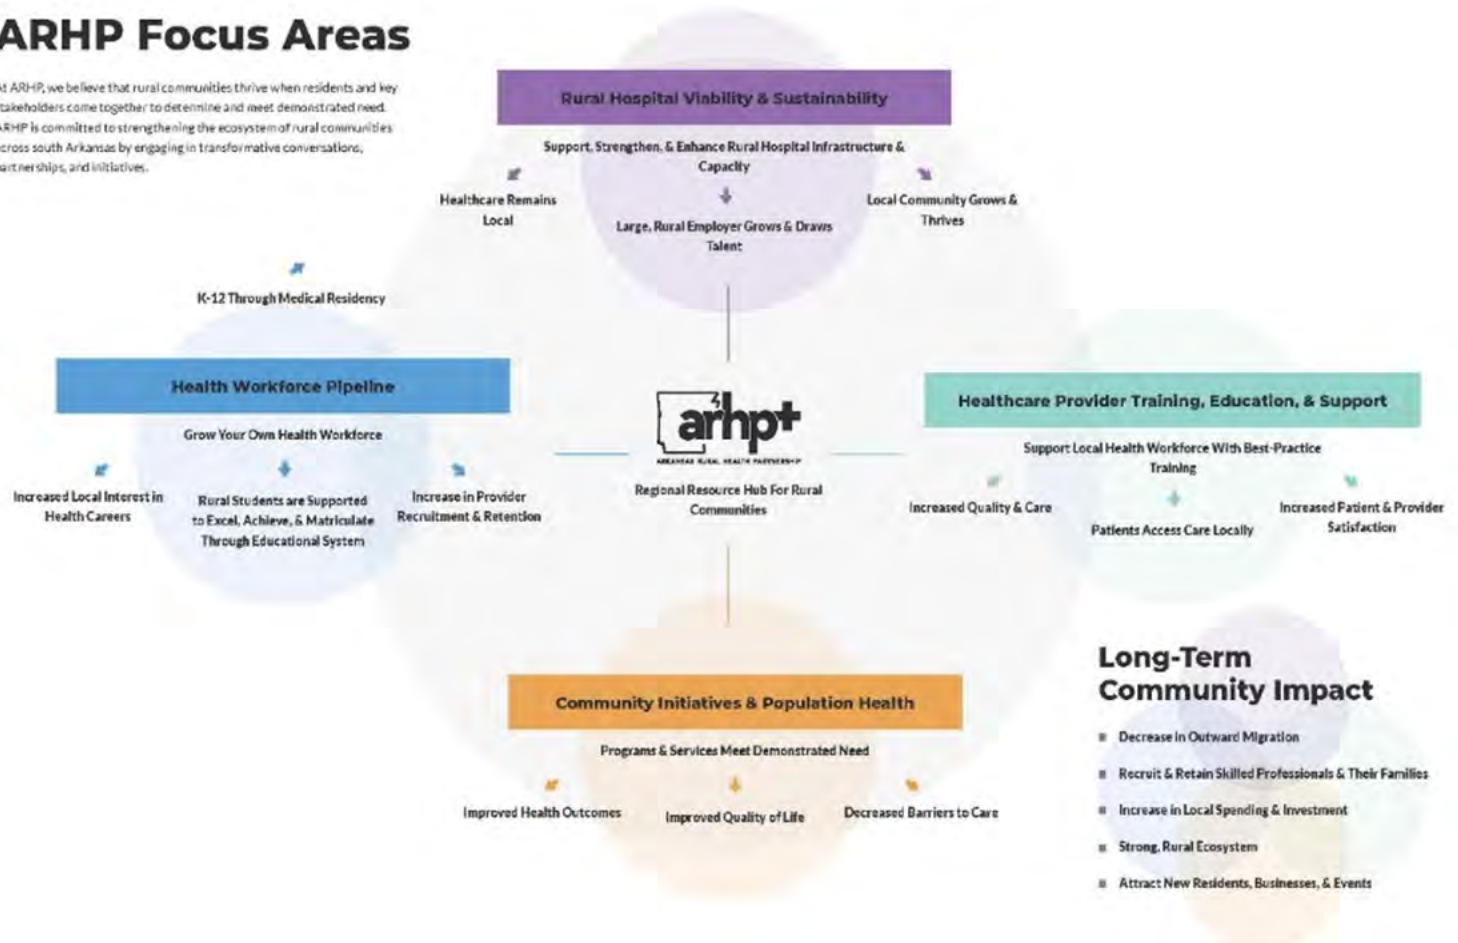 ARHP Focus Areas
At ARHP, we believe that rural communities thrive when residents and key
stakeholders come together to determine and meet demonstrated need.
ARHP is committed to strengthening the ecosystem of rural communities
across south Arkansas by engaging in transformative conversations,
partnerships, and initiatives.
Rural Hospital Viability & Sustainability
Support, Strengthen, & Enhance Rural Hospital Infrastructure &
Capacity
Healthcare Remains
Local
Large, Rural Employer Grows & Draws
Talent
Local Community Grows &
Thrives
K-12 Through Medical Residency
Health Workforce Pipeline
Grow Your Own Health Workforce
Increased Local Interest in
Health Careers
Rural Students are Supported
to Excel, Achieve, & Matriculate
Through Educational System
Increase in Provider
Recruitment & Retention
arhp+
ARKANSAS RURAL HEALTH PARTNERSHIP
Regional Resource Hub For Rural
Communities
Healthcare Provider Training, Education, & Support
Support Local Health Workforce With Best-Practice
Training
Increased Quality & Care
Patients Access Care Locally
Increased Patient & Provider
Satisfaction
Community Initiatives & Population Health
Programs & Services Meet Demonstrated Need
Improved Health Outcomes
Improved Quality of Life
Decreased Barriers to Care
Long-Term
Community Impact
Decrease in Outward Migration
Recruit & Retain Skilled Professionals & Their Families
Increase in Local Spending & Investment
Strong, Rural Ecosystem
Attract New Residents, Businesses, & Events